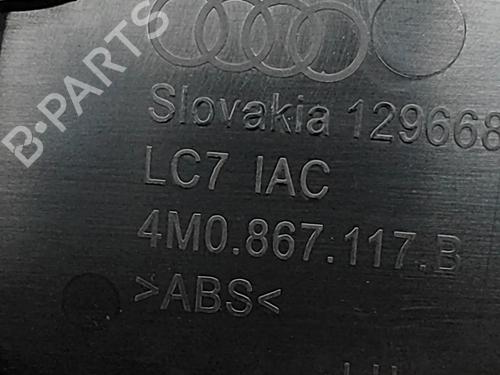 B-PARTS
Slovakia 129668
LC7 IAC
4M0.867.117.B
>ABS<